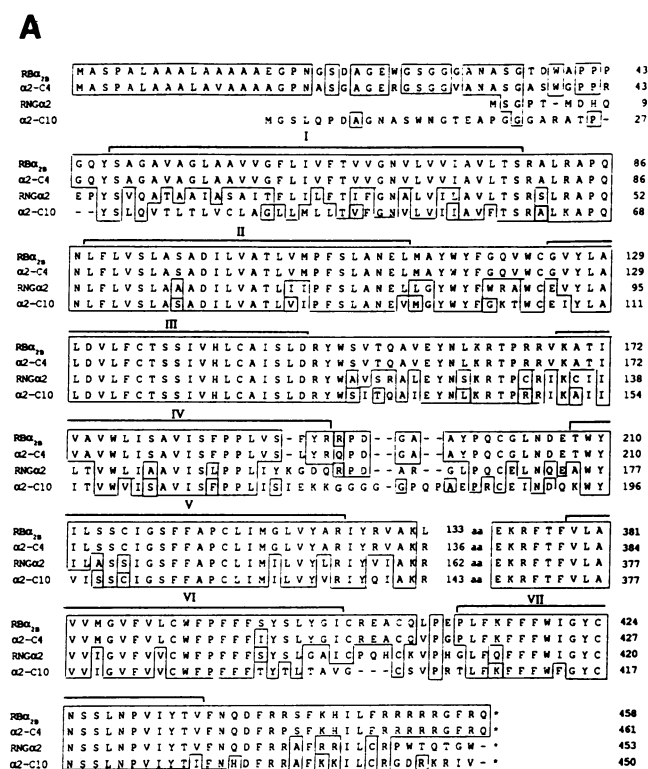 A
RBα2B M A S P A L A A A L A A A A A E G P N G S D A G E W G S G G G A N A S G T D W A P P P 43
α2-C4 M A S P A L A A A L A V A A A A G P N A S G A G E R G S G G V A N A S G A S W G P P R 43
RNGα2 M S G P T - M D H Q 9
α2-C10 M G S L Q P D A G N A S W N G T E A P G G G A R A T P - 27
I
RBα2B G Q Y S A G A V A G L A A V V G F L I V F T V V G N V L V V I A V L T S R A L R A P Q 86
α2-C4 G Q Y S A G A V A G L A A V V G F L I V F T V V G N V L V V I A V L T S R A L R A P Q 86
RNGα2 E P Y S V Q A T A A I A S A I T F L I L F T I F G N A L V I L A V L T S R S L R A P Q 52
α2-C10 - - Y S L Q V T L T L V C L A G L L M L L T V F G N V L V I I A V F T S R A L K A P Q 68
II
RBα2B N L F L V S L A S A D I L V A T L V M P F S L A N E L M A Y W Y F G Q V W C G V Y L A 129
α2-C4 N L F L V S L A S A D I L V A T L V M P F S L A N E L M A Y W Y F G Q V W C G V Y L A 129
RNGα2 N L F L V S L A A A D I L V A T L I I P F S L A N E L L G Y W Y F W R A W C E V Y L A 95
α2-C10 N L F L V S L A S A D I L V A T L V I P F S L A N E V M G Y W Y F G K T W C E I Y L A 111
III
RBα2B L D V L F C T S S I V H L C A I S L D R Y W S V T Q A V E Y N L K R T P R R V K A T I 172
α2-C4 L D V L F C T S S I V H L C A I S L D R Y W S V T Q A V E Y N L K R T P R R V K A T I 172
RNGα2 L D V L F C T S S I V H L C A I S L D R Y W A V S R A L E Y N S K R T P C R I K C I I 138
α2-C10 L D V L F C T S S I V H L C A I S L D R Y W S I T Q A I E Y N L K R T P R R I K A I I 154
IV
RBα2B V A V W L I S A V I S F P P L V S - F Y R R P D - - G A - - A Y P Q C G L N D E T W Y 210
α2-C4 V A V W L I S A V I S F P P L V S - L Y R Q P D - - G A - - A Y P Q C G L N D E T W Y 210
RNGα2 L T V W L I A A V I S L P P L I Y K G D Q R P D - - A R - - G L P Q C E L N Q E A W Y 177
α2-C10 I T V W V I S A V I S F P P L I S I E K K G G G G - G P Q P A E P R C E I N D Q K W Y 196
V
RBα2B I L S S C I G S F F A P C L I M G L V Y A R I Y R V A K L 133 aa E K R F T F V L A 381
α2-C4 I L S S C I G S F F A P C L I M G L V Y A R I Y R V A K R 136 aa E K R F T F V L A 384
RNGα2 I L A S S I G S F F A P C L I M I L V Y L R I Y V I A K R 162 aa E K R F T F V L A 377
α2-C10 V I S S C I G S F F A P C L I M I L V Y V R I Y Q I A K R 143 aa E K R F T F V L A 377
VI VII
RBα2B V V M G V F V L C W F P F F F S Y S L Y G I C R E A C Q L P E P L F K F F F W I G Y C 424
α2-C4 V V M G V F V L C W F P F F F I Y S L Y G I C R E A C Q V P G P L F K F F F W I G Y C 427
RNGα2 V V I G V F V V C W F P F F F S Y S L G A I C P Q H C K V P H G L F Q F F F W I G Y C 420
α2-C10 V V I G V F V V C W F P F F F T Y T L T A V G - - - C S V P R T L F K F F F W F G Y C 417
RBα2B N S S L N P V I Y T V F N Q D F R R S F K H I L F R R R R R G F R Q * 458
α2-C4 N S S L N P V I Y T V F N Q D F R P S F K H I L F R R R R R G F R Q * 461
RNGα2 N S S L N P V I Y T V F N Q D F R R A F R R I L C R P W T Q T G W - * 453
α2-C10 N S S L N P V I Y T I F N H D F R R A F K K I L C R G D R K R I V - * 450